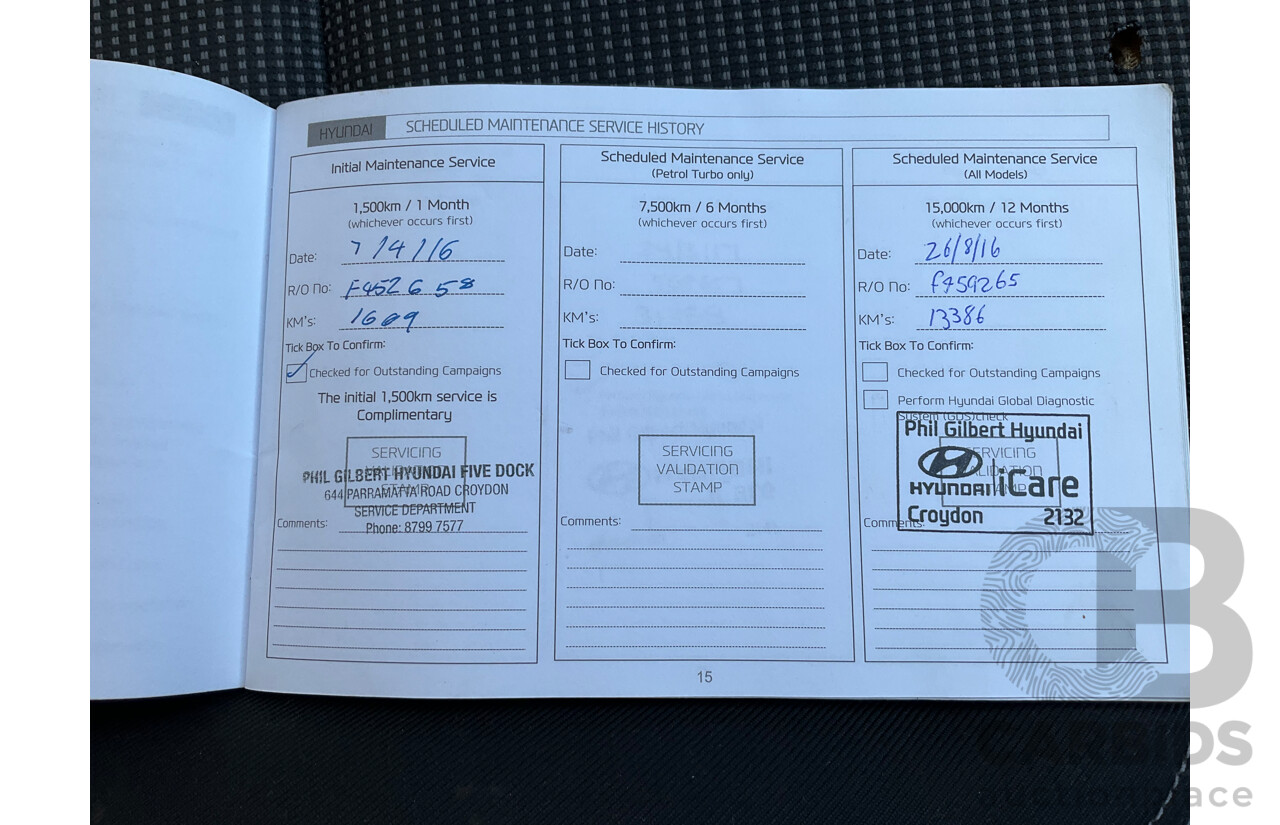 HYUNDAI SCHEDULED MAINTENANCE SERVICE HISTORY
Initial Maintenance Service
1,500km / 1 Month
(whichever occurs first)
Date: 7/4/16
R/O No: F452658
KM's: 1609
Tick Box To Confirm:
Checked for Outstanding Campaigns
The initial 1,500km service is
Complimentary
SERVICING
VALIDATION
STAMP
PHIL GILBERT HYUNDAI FIVE DOCK
644 PARRAMATTA ROAD CROYDON
SERVICE DEPARTMENT
Phone: 8799 7577
Comments:
Scheduled Maintenance Service
(Petrol Turbo only)
7,500km / 6 Months
(whichever occurs first)
Date:
R/O No:
KM's:
Tick Box To Confirm:
Checked for Outstanding Campaigns
SERVICING
VALIDATION
STAMP
Comments:
Scheduled Maintenance Service
(All Models)
15,000km / 12 Months
(whichever occurs first)
Date: 26/8/16
R/O No: F459265
KM's: 13386
Tick Box To Confirm:
Checked for Outstanding Campaigns
Perform Hyundai Global Diagnostic
System (GDS)check
SERVICING
VALIDATION
STAMP
Phil Gilbert Hyundai
HYUNDAI iCare
Croydon 2132
Comments:
15
CARBIDS